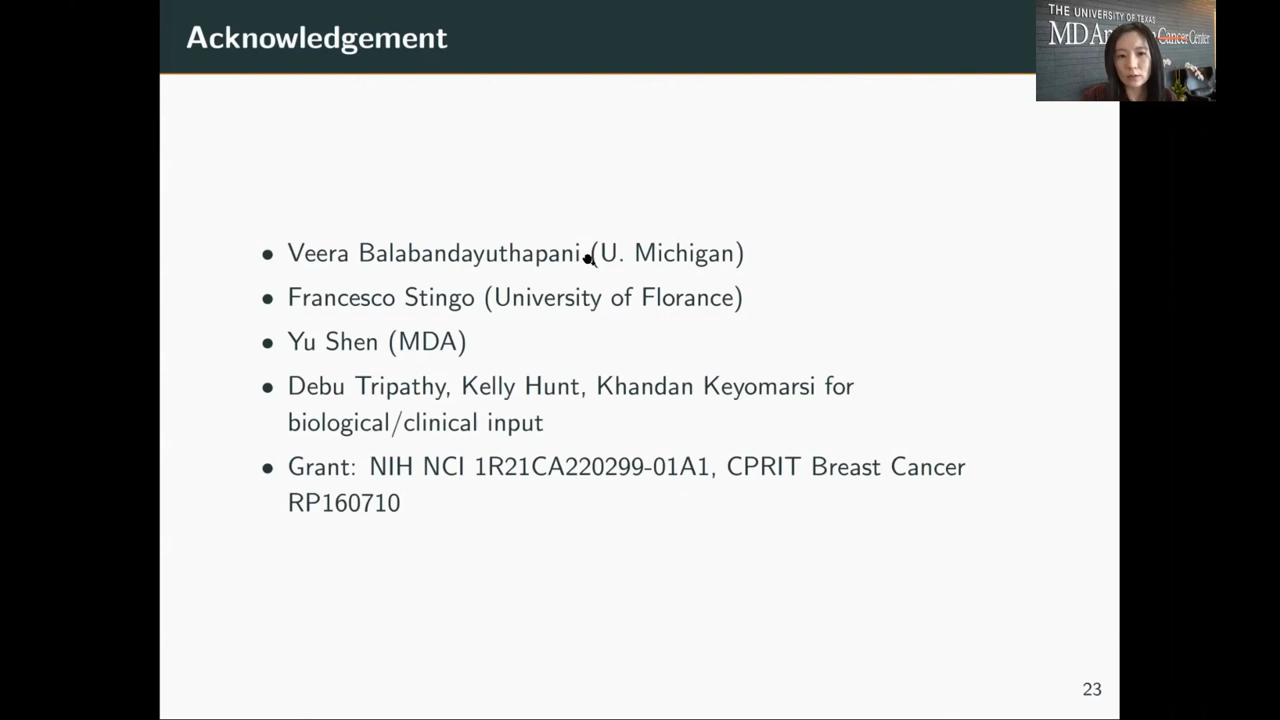 Acknowledgement
THE UNIVERSITY OF TEXAS
MD An Cancer Center
• Veera Balabandayuthapani (U. Michigan)
• Francesco Stingo (University of Florance)
• Yu Shen (MDA)
• Debu Tripathy, Kelly Hunt, Khandan Keyomarsi for
biological/clinical input
• Grant: NIH NCI 1R21CA220299-01A1, CPRIT Breast Cancer
RP160710
23